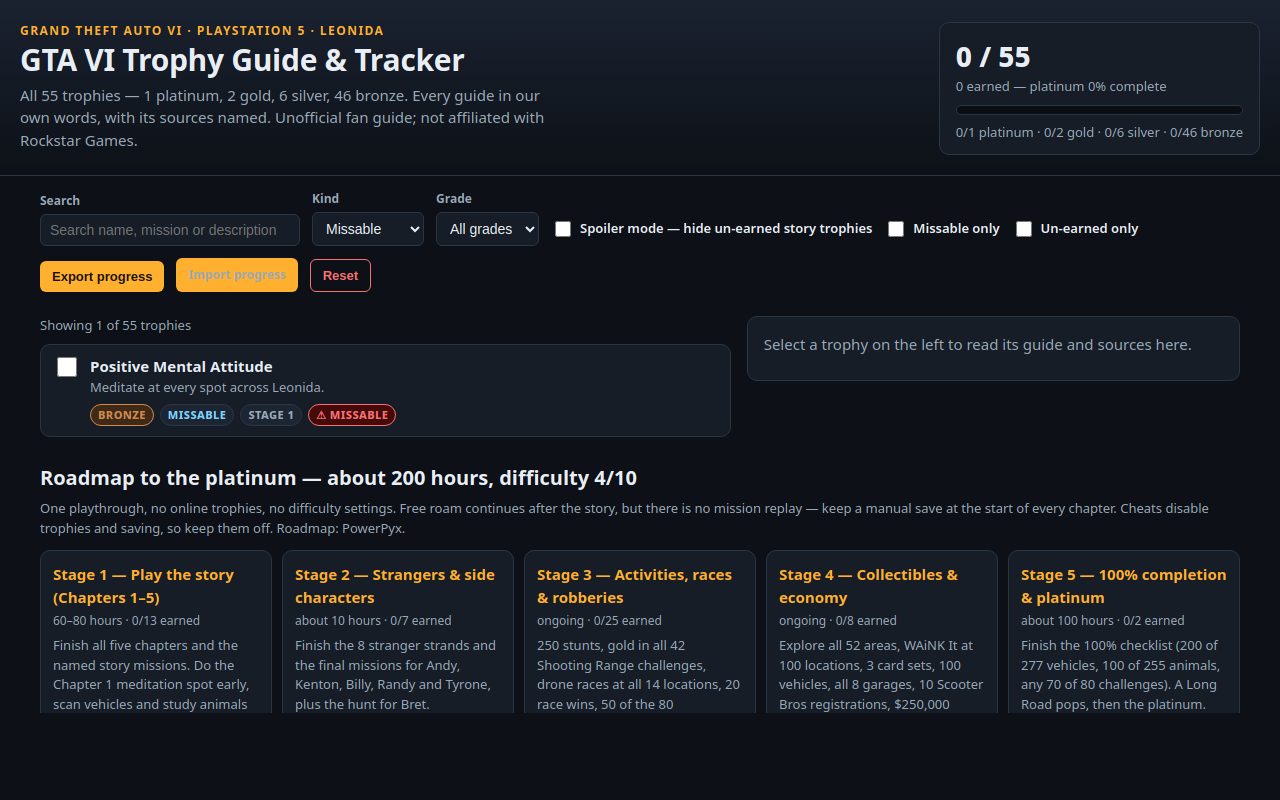 GRAND THEFT AUTO VI · PLAYSTATION 5 · LEONIDA
GTA VI Trophy Guide & Tracker
All 55 trophies — 1 platinum, 2 gold, 6 silver, 46 bronze. Every guide in our
own words, with its sources named. Unofficial fan guide; not affiliated with
Rockstar Games.
0 / 55
0 earned — platinum 0% complete
0/1 platinum · 0/2 gold · 0/6 silver · 0/46 bronze
Search
Kind
Grade
Search name, mission or description
Missable
All grades
Spoiler mode — hide un-earned story trophies
Missable only
Un-earned only
Export progress
Import progress
Reset
Showing 1 of 55 trophies
Positive Mental Attitude
Meditate at every spot across Leonida.
BRONZE
MISSABLE
STAGE 1
⚠ MISSABLE
Select a trophy on the left to read its guide and sources here.
Roadmap to the platinum — about 200 hours, difficulty 4/10
One playthrough, no online trophies, no difficulty settings. Free roam continues after the story, but there is no mission replay — keep a manual save at the start of every chapter. Cheats disable
trophies and saving, so keep them off. Roadmap: PowerPyx.
Stage 1 — Play the story
(Chapters 1–5)
60–80 hours · 0/13 earned
Finish all five chapters and the
named story missions. Do the
Chapter 1 meditation spot early,
scan vehicles and study animals
Stage 2 — Strangers & side
characters
about 10 hours · 0/7 earned
Finish the 8 stranger strands and
the final missions for Andy,
Kenton, Billy, Randy and Tyrone,
plus the hunt for Bret.
Stage 3 — Activities, races
& robberies
ongoing · 0/25 earned
250 stunts, gold in all 42
Shooting Range challenges,
drone races at all 14 locations, 20
race wins, 50 of the 80
Stage 4 — Collectibles &
economy
ongoing · 0/8 earned
Explore all 52 areas, WAiNK It at
100 locations, 3 card sets, 100
vehicles, all 8 garages, 10 Scooter
Bros registrations, $250,000
Stage 5 — 100% completion
& platinum
about 100 hours · 0/2 earned
Finish the 100% checklist (200 of
277 vehicles, 100 of 255 animals,
any 70 of 80 challenges). A Long
Road pops, then the platinum.